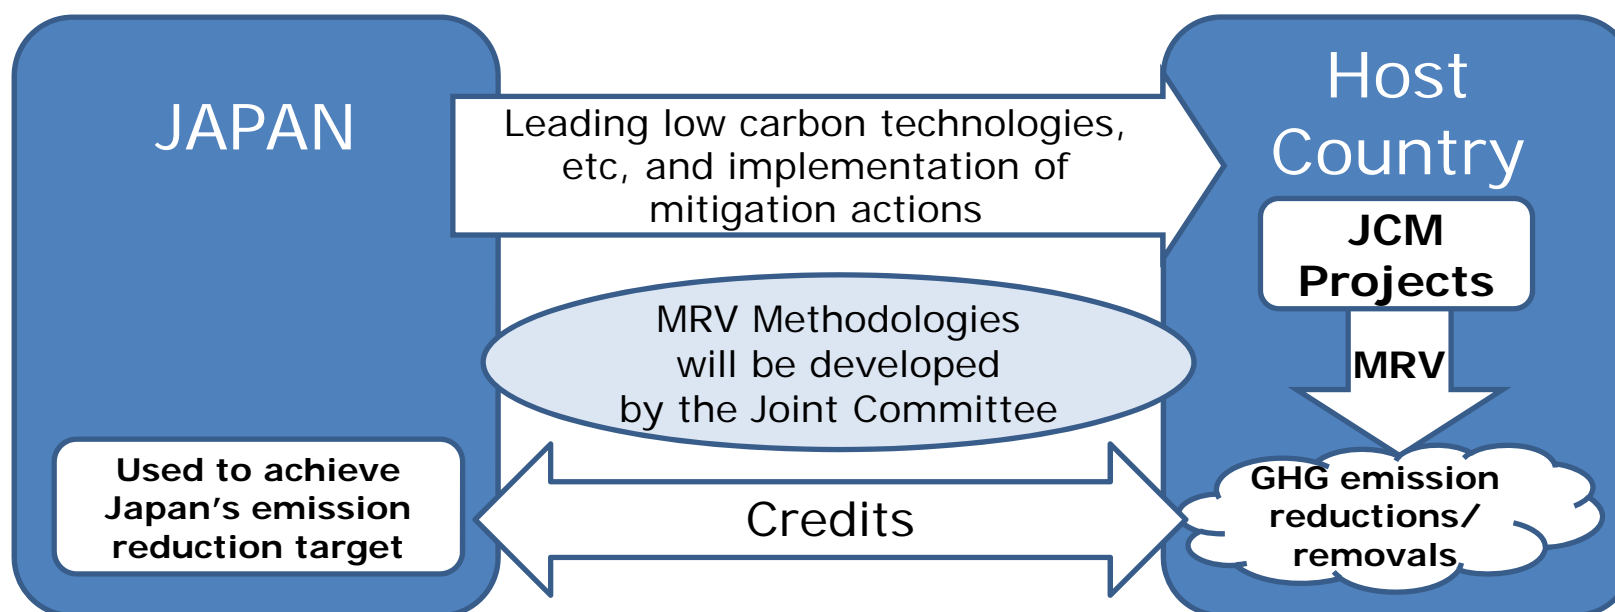 JAPAN
Leading low carbon technologies,
etc, and implementation of
mitigation actions
Host
Country
JCM
Projects
MRV Methodologies
will be developed
by the Joint Committee
MRV
Used to achieve
Japan’s emission
reduction target
Credits
GHG emission
reductions/
removals